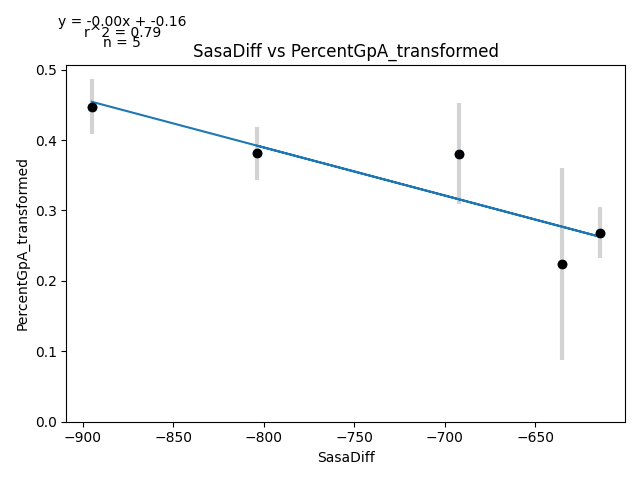 y = -0.00x + -0.16
r^2 = 0.79
n = 5
SasaDiff vs PercentGpA_transformed
PercentGpA_transformed
0.5
0.4
0.3
0.2
0.1
0.0
−900
−850
−800
−750
−700
−650
SasaDiff